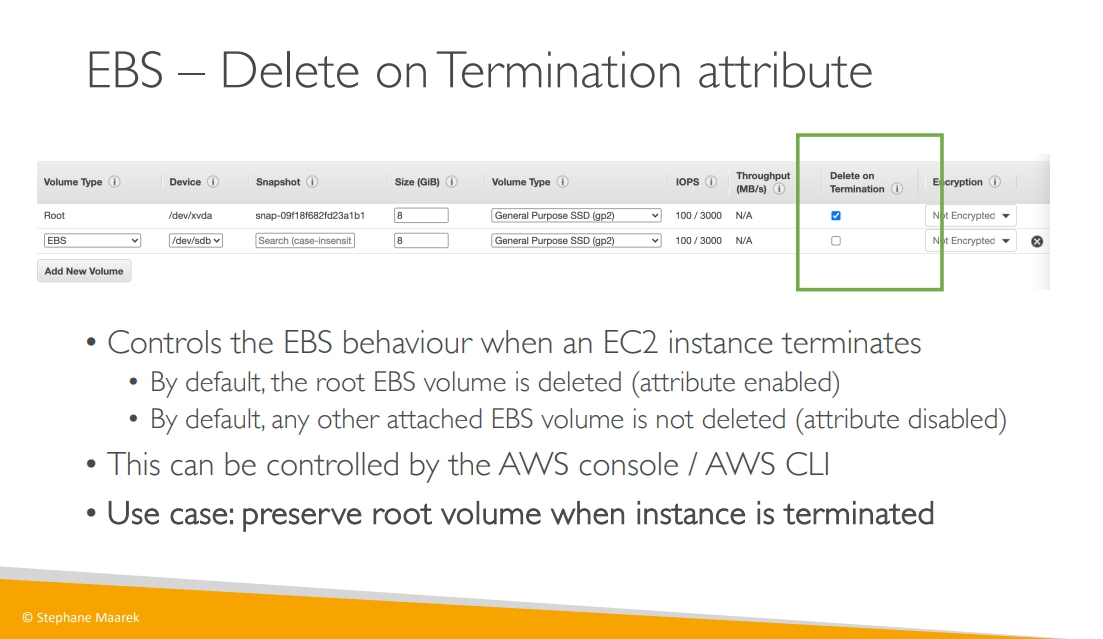 EBS – Delete on Termination attribute
Volume Type Device Snapshot Size (GiB) Volume Type IOPS Throughput (MB/s) Delete on Termination Encryption
Root /dev/xvda snap-09f18f682fd23a1b1 8 General Purpose SSD (gp2) 100 / 3000 N/A Not Encrypted
EBS /dev/sdb Search (case-insensit 8 General Purpose SSD (gp2) 100 / 3000 N/A Not Encrypted
Add New Volume
• Controls the EBS behaviour when an EC2 instance terminates
• By default, the root EBS volume is deleted (attribute enabled)
• By default, any other attached EBS volume is not deleted (attribute disabled)
• This can be controlled by the AWS console / AWS CLI
• Use case: preserve root volume when instance is terminated
© Stephane Maarek